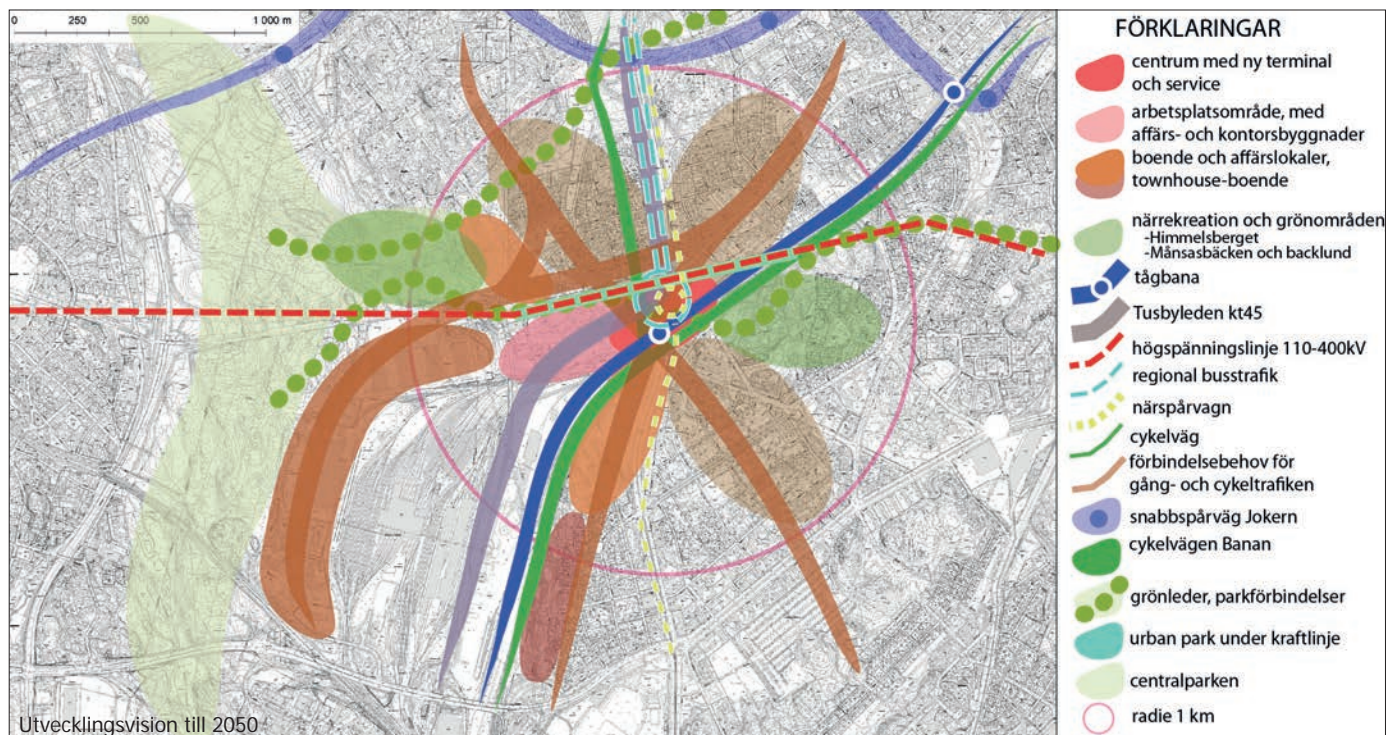 0 250 500 1 000 m
FÖRKLARINGAR
centrum med ny terminal
och service
arbetsplatsområde, med
affärs- och kontorsbyggnader
boende och affärslokaler,
townhouse-boende
närrekreation och grönområden
-Himmelsberget
-Månsasbäcken och backlund
tågbana
Tusbyleden kt45
högspänningslinje 110-400kV
regional busstrafik
närspårvagn
cykelväg
förbindelsebehov för
gång- och cykeltrafiken
snabbspårväg Jokern
cykelvägen Banan
grönleder, parkförbindelser
urban park under kraftlinje
centralparken
radie 1 km
Utvecklingsvision till 2050